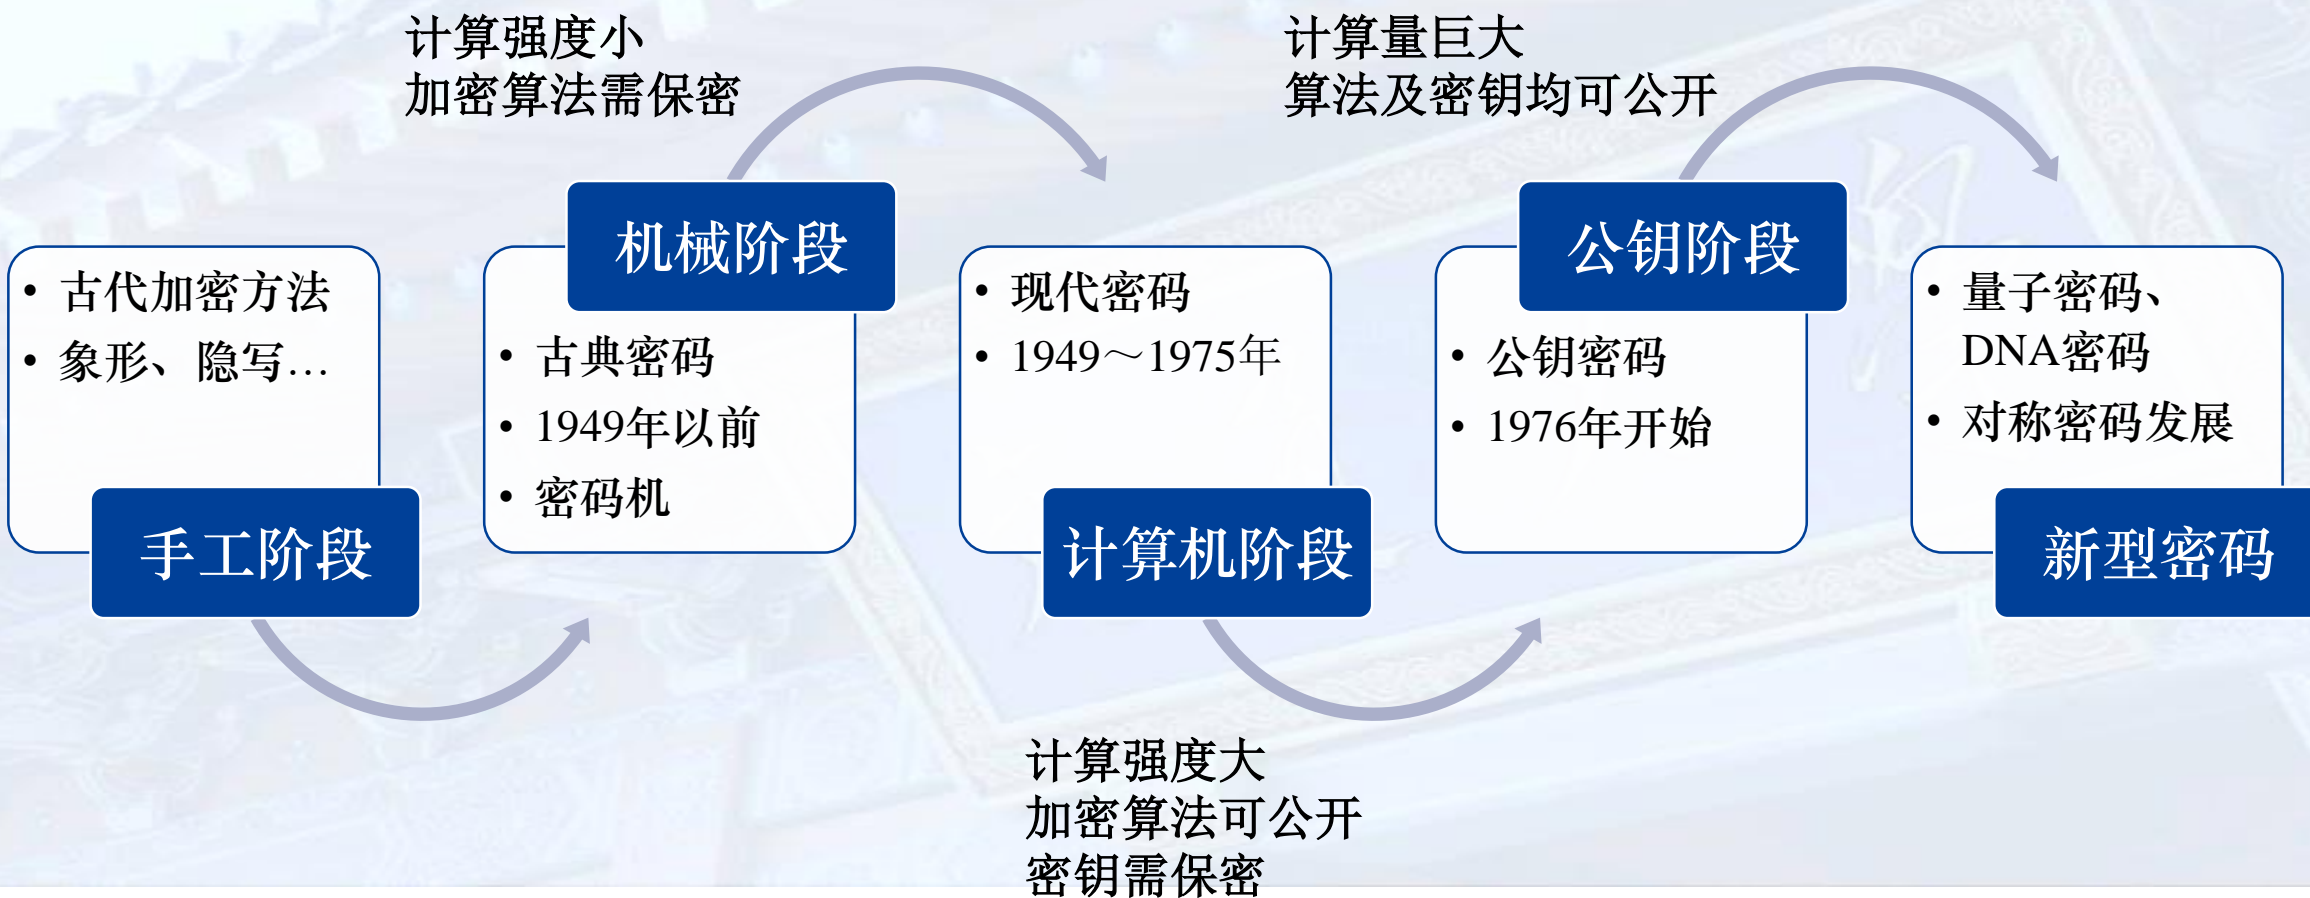 计算强度小
加密算法需保密
计算量巨大
算法及密钥均可公开
• 古代加密方法
• 象形、隐写…
手工阶段
机械阶段
• 古典密码
• 1949年以前
• 密码机
• 现代密码
• 1949～1975年
计算机阶段
公钥阶段
• 公钥密码
• 1976年开始
• 量子密码、
DNA密码
• 对称密码发展
新型密码
计算强度大
加密算法可公开
密钥需保密